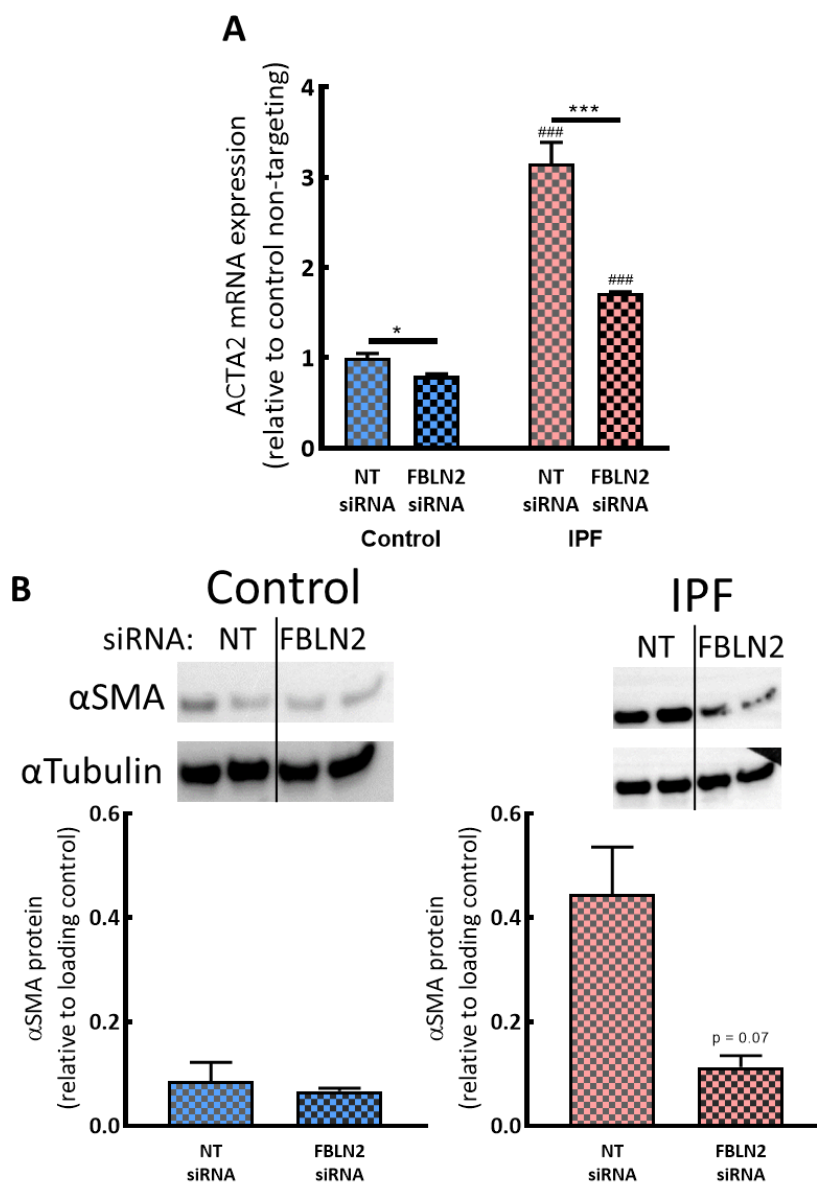 A
ACTA2 mRNA expression
(relative to control non-targeting)
4
3
2
1
0
*
###
***
###
NT
siRNA
FBLN2
siRNA
NT
siRNA
FBLN2
siRNA
Control
IPF
B
Control
siRNA: NT FBLN2
αSMA
αTubulin
IPF
NT FBLN2
αSMA protein
(relative to loading control)
0.6
0.4
0.2
0.0
NT
siRNA
FBLN2
siRNA
αSMA protein
(relative to loading control)
0.6
0.4
0.2
0.0
p = 0.07
NT
siRNA
FBLN2
siRNA